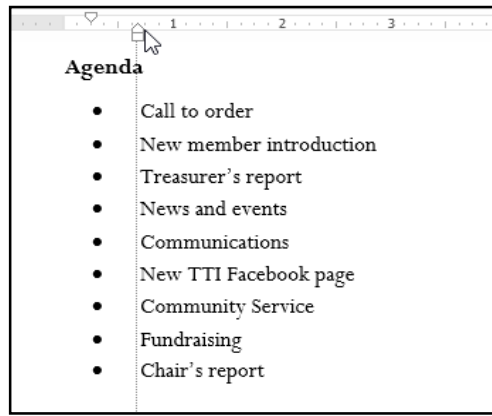 1 2 3
Agenda
• Call to order
• New member introduction
• Treasurer's report
• News and events
• Communications
• New TTI Facebook page
• Community Service
• Fundraising
• Chair's report